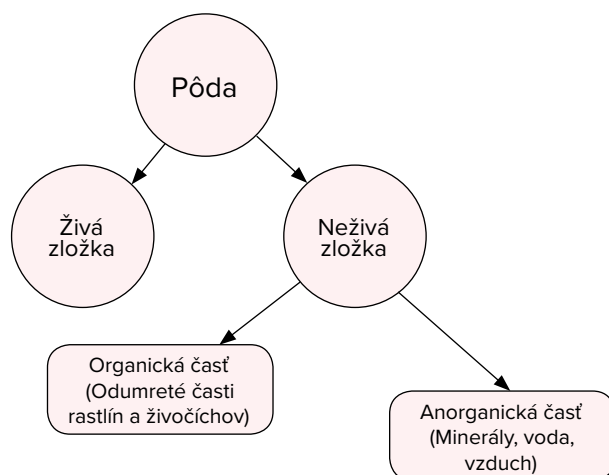 Pôda
Živá
zložka
Neživá
zložka
Organická časť
(Odumreté časti
rastlín a živočíchov)
Anorganická časť
(Minerály, voda,
vzduch)